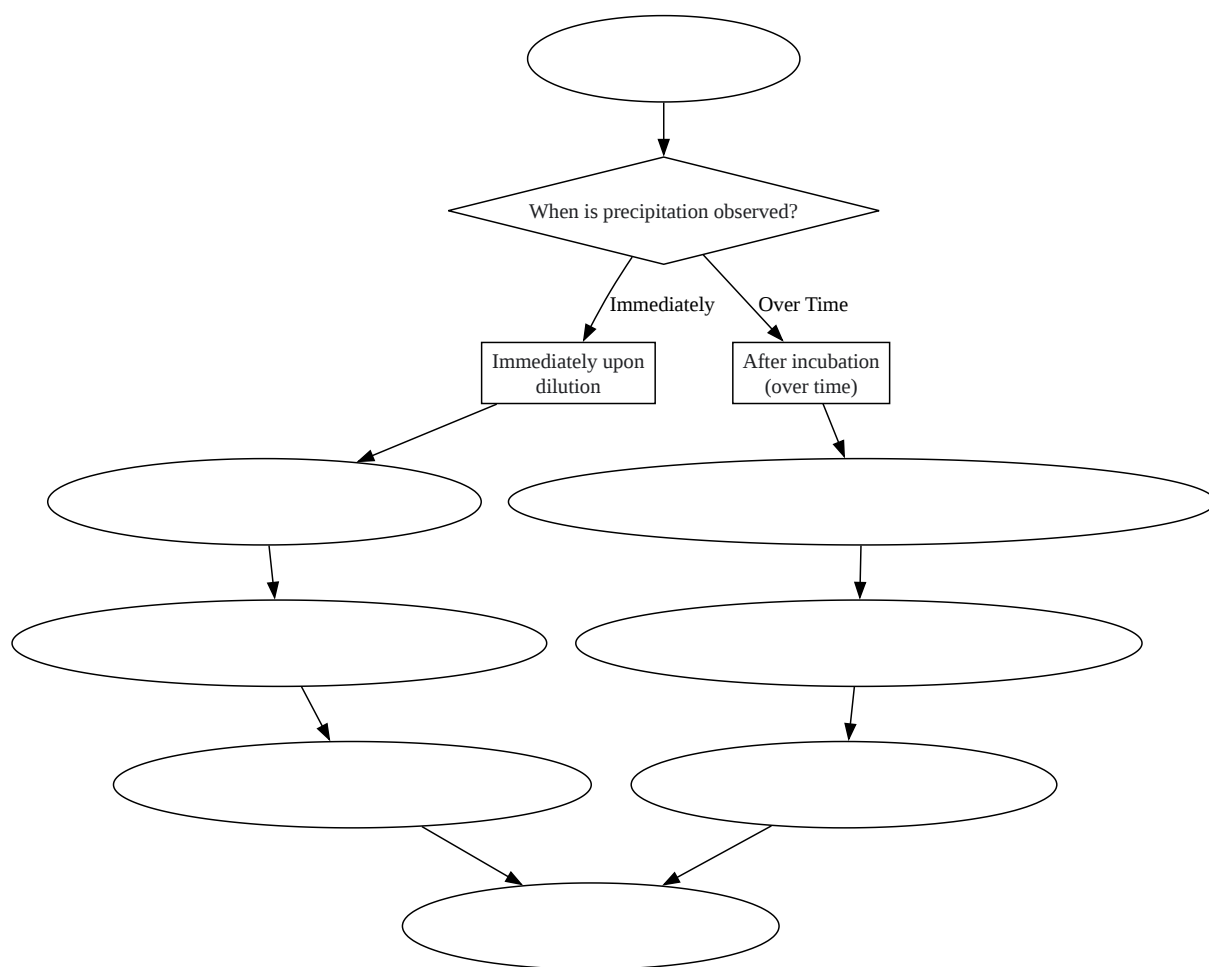 When is precipitation observed?
Immediately
Over Time
Immediately upon
dilution
After incubation
(over time)